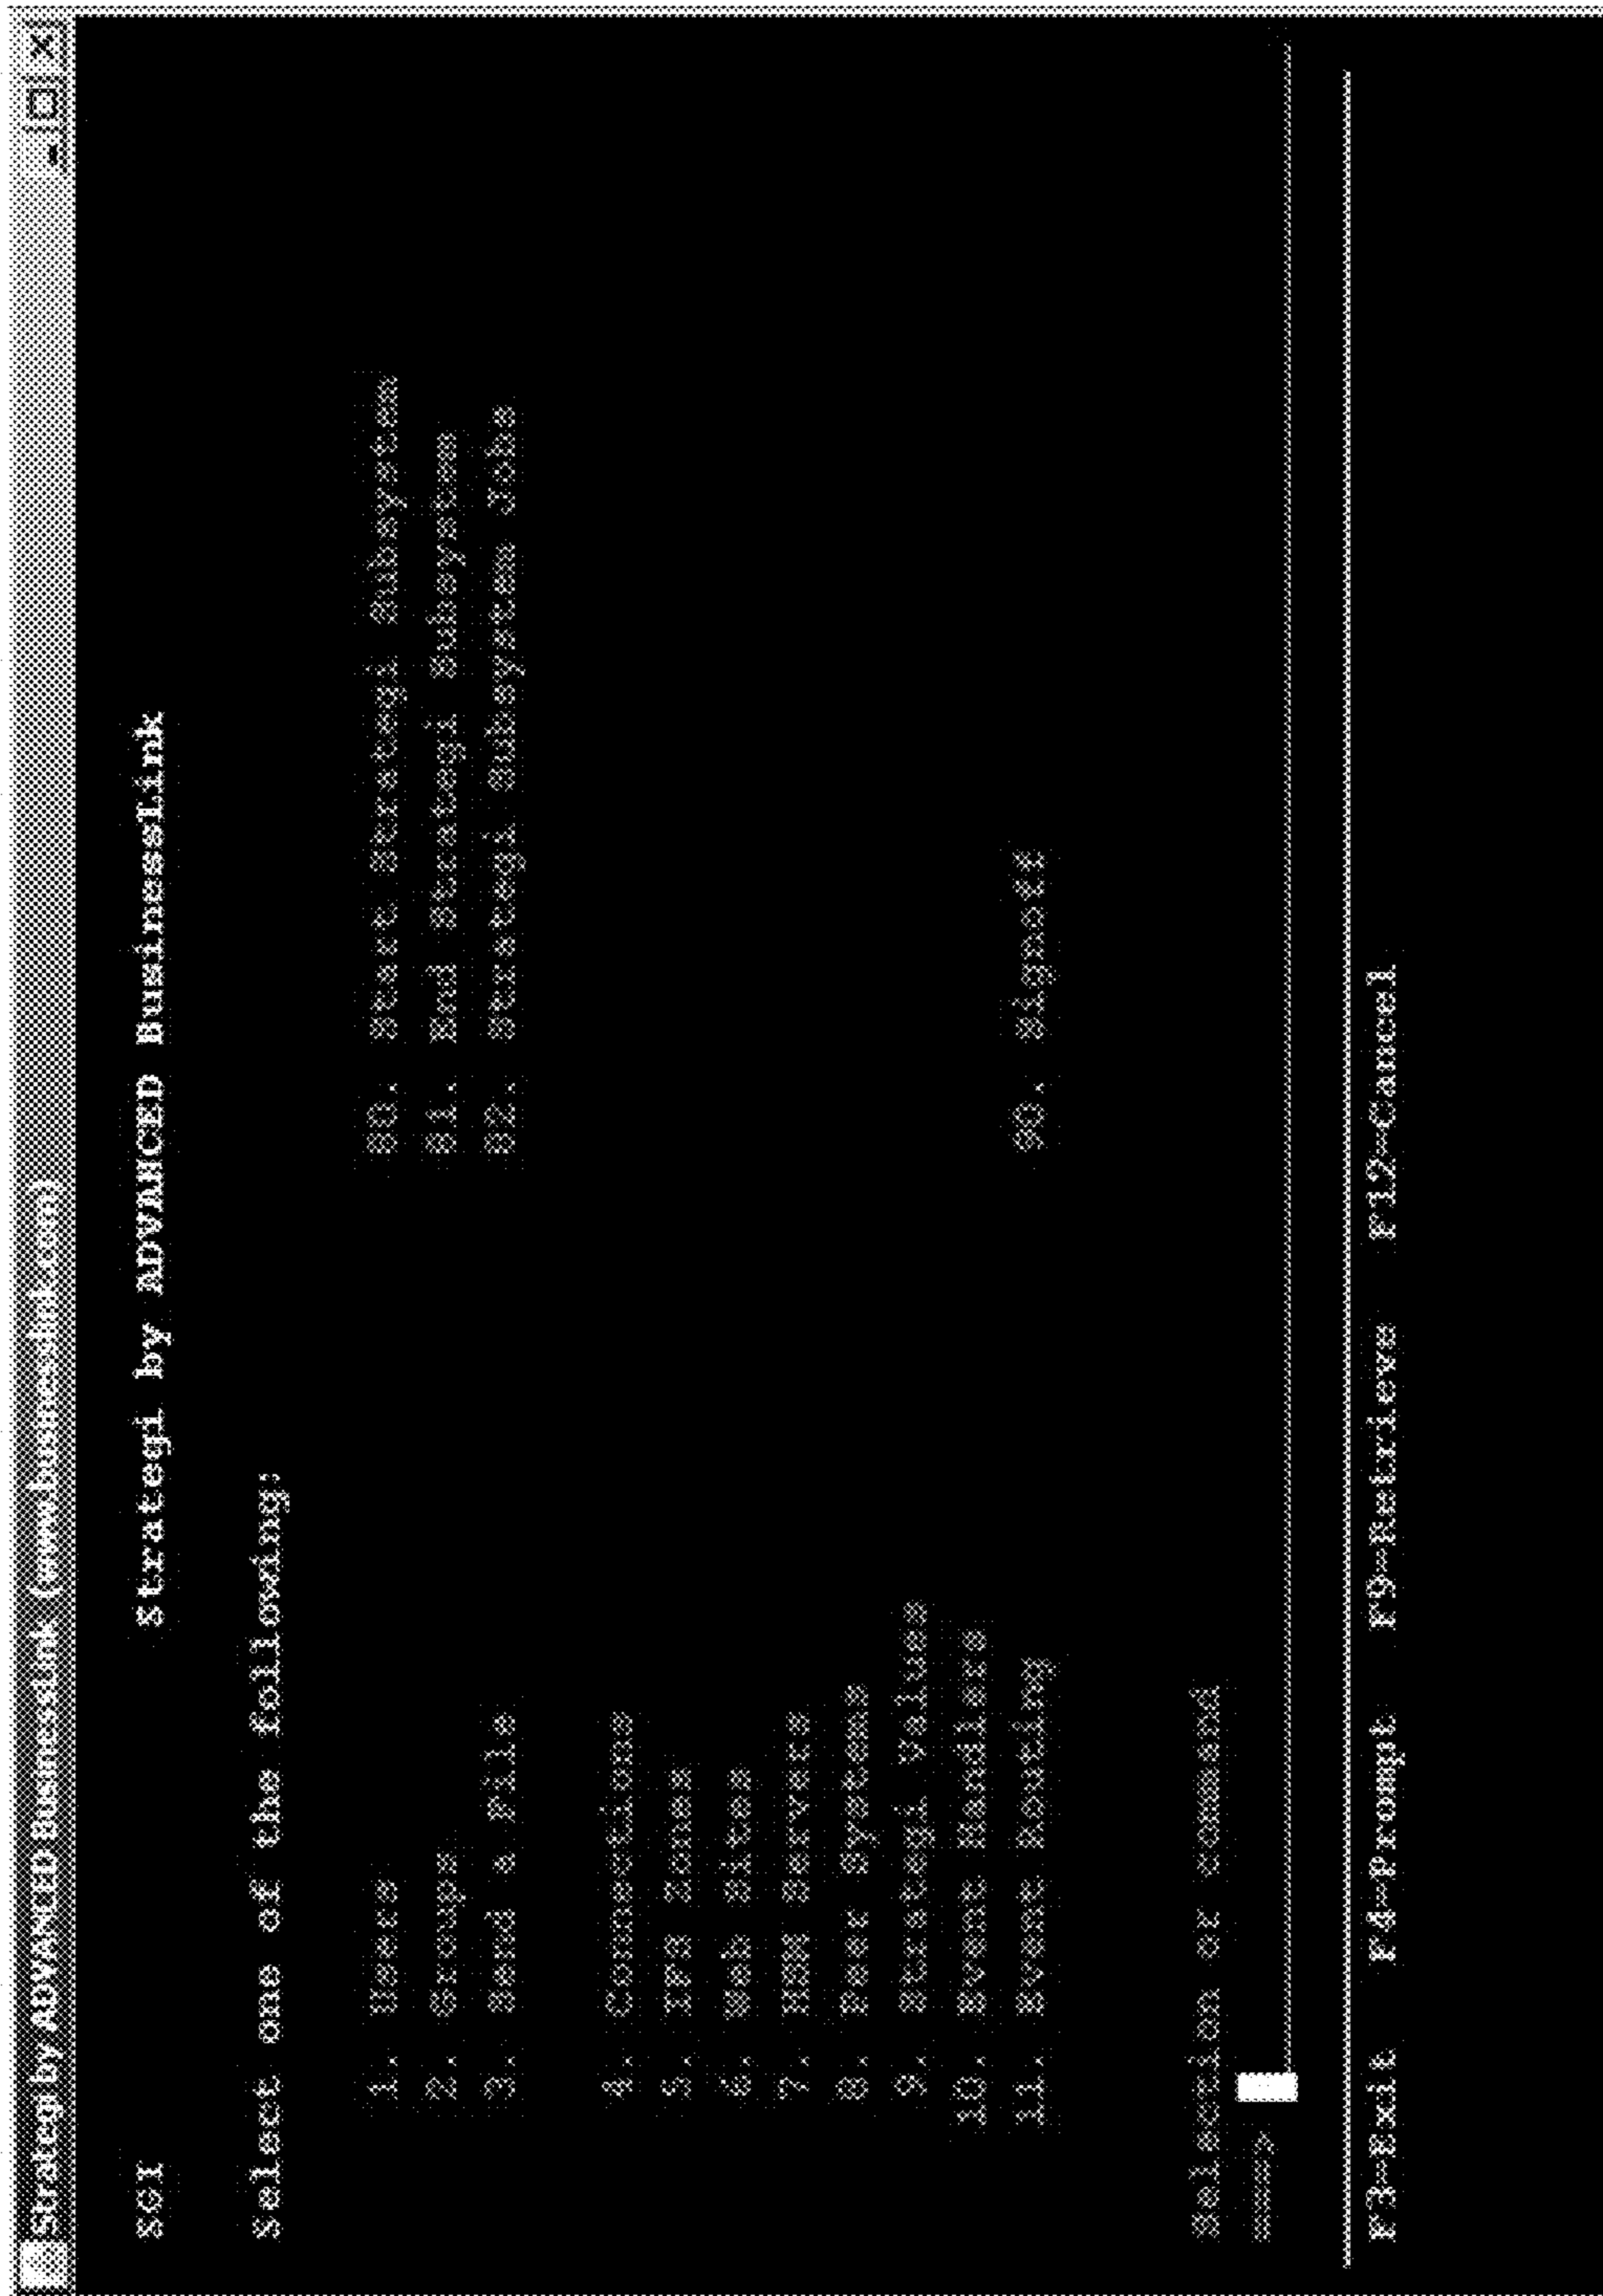 Strategi by ADVANCED BusinessLink (www.businesslink.com)
SGI Strategi by ADVANCED BusinessLink
Select one of the following:
1. Users 80. Start Strategi Subsystem
2. Groups 81. End Strategi Subsystem
3. Send a File 82. Strategi Subsystem Jobs
4. Connections
5. IFS Zones
6. Web Sites
7. HSM Servers
8. Peer Systems
9. Strategi Values
10. Event Handlers
11. Event Routing 90. Signoff
Selection or command
===>
F3=Exit F4=Prompt F9=Retrieve F12=Cancel